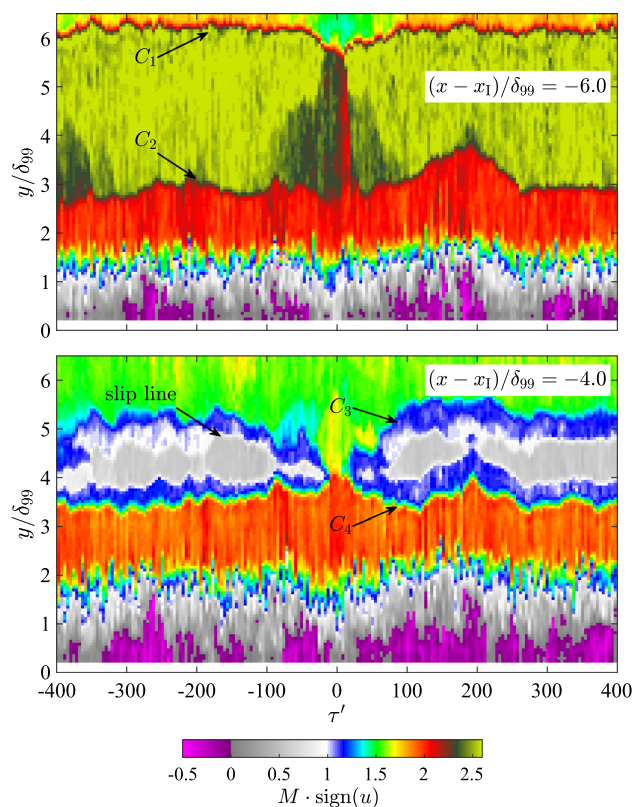 6
5
4
3
2
1
0
y/δ99
C1
C2
(x − xI)/δ99 = −6.0
6
5
4
3
2
1
0
y/δ99
slip line
C3
C4
(x − xI)/δ99 = −4.0
-400 -300 -200 -100 0 100 200 300 400
τ′
-0.5 0 0.5 1 1.5 2 2.5
M · sign(u)